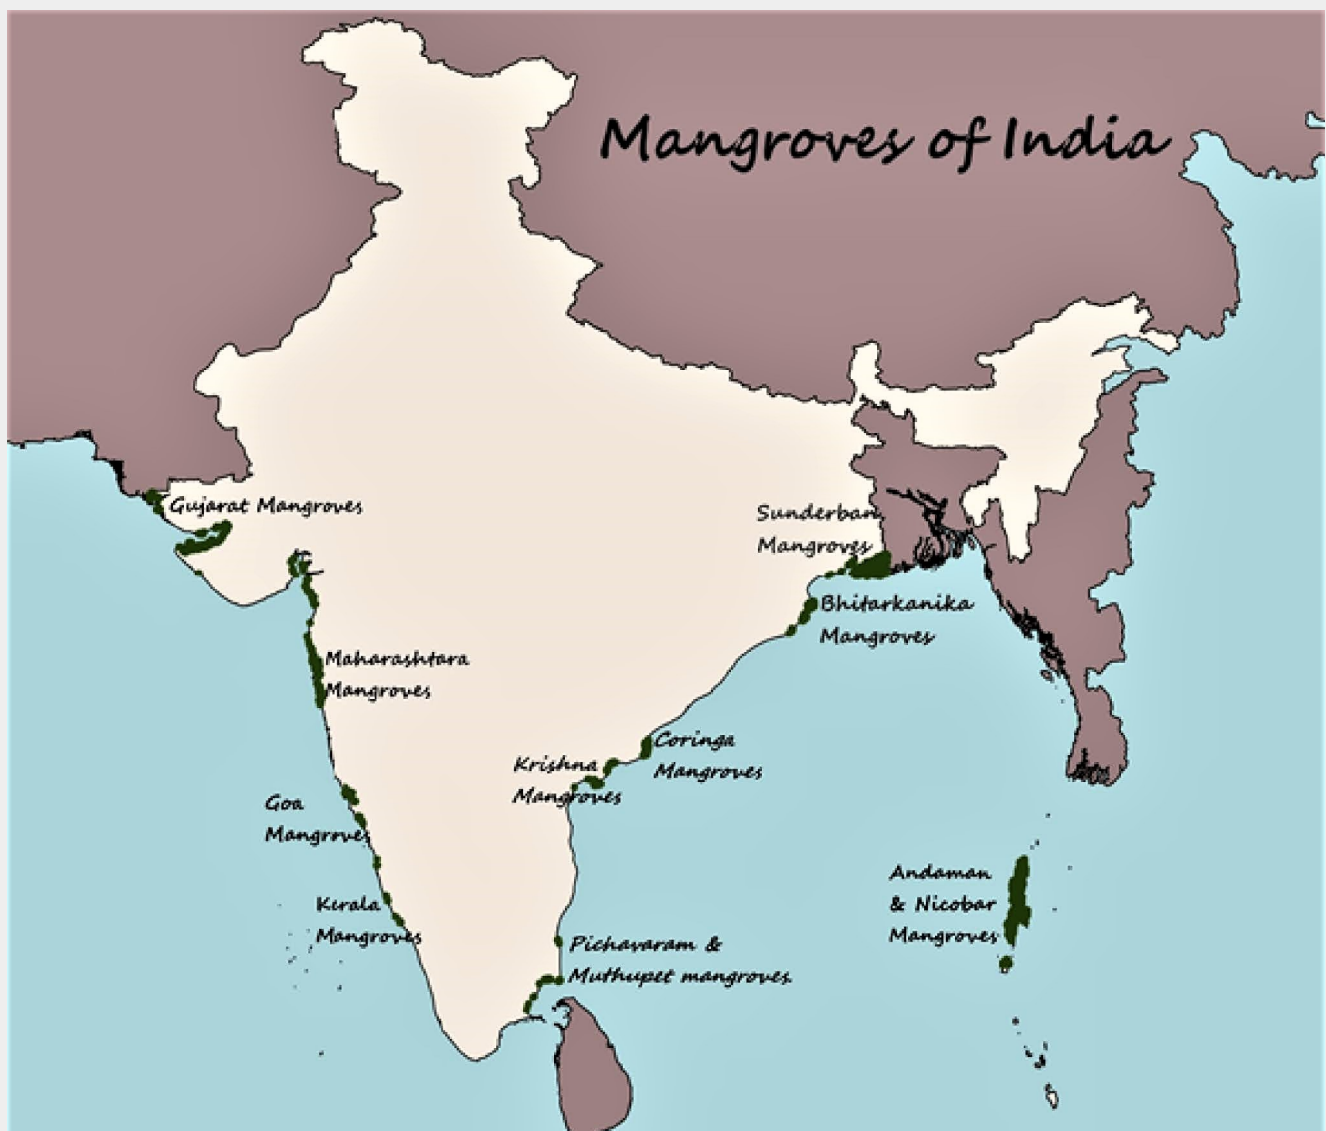 Mangroves of India
Gujarat Mangroves
Sunderban
Mangroves
Bhitarkanika
Mangroves
Maharashtara
Mangroves
Coringa
Mangroves
Krishna
Mangroves
Goa
Mangrves
Andaman
& Nicobar
Mangroves
Kerala
Mangroves
Pichavaram &
Muthupet mangroves